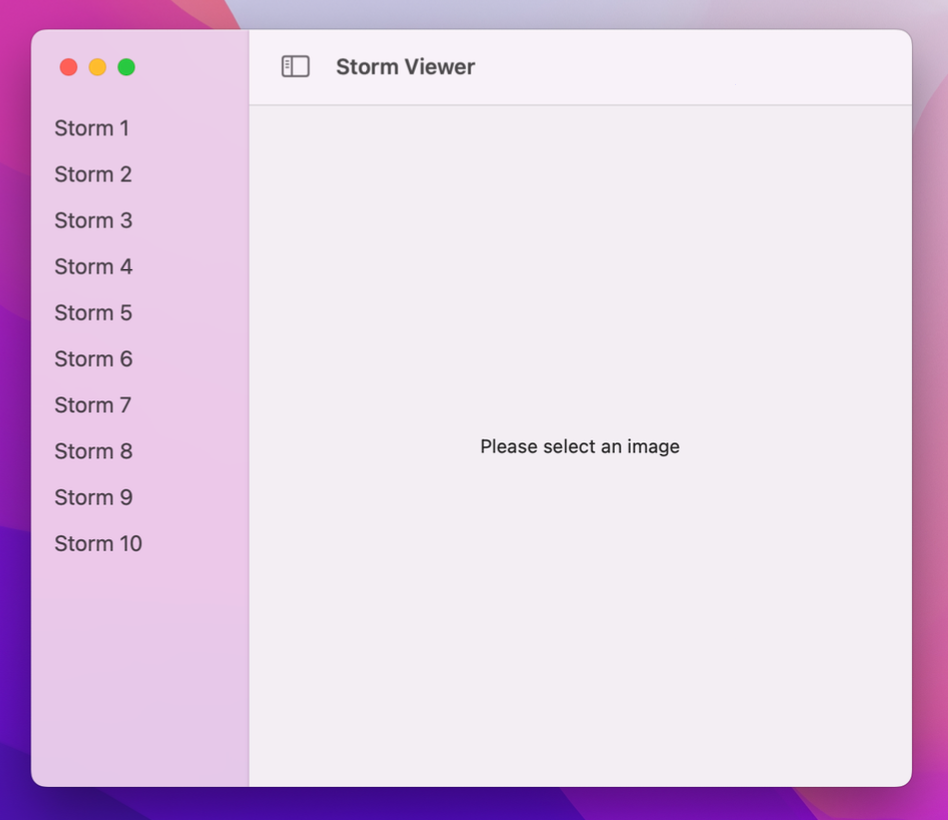 Storm Viewer
Storm 1
Storm 2
Storm 3
Storm 4
Storm 5
Storm 6
Storm 7
Storm 8
Storm 9
Storm 10
Please select an image